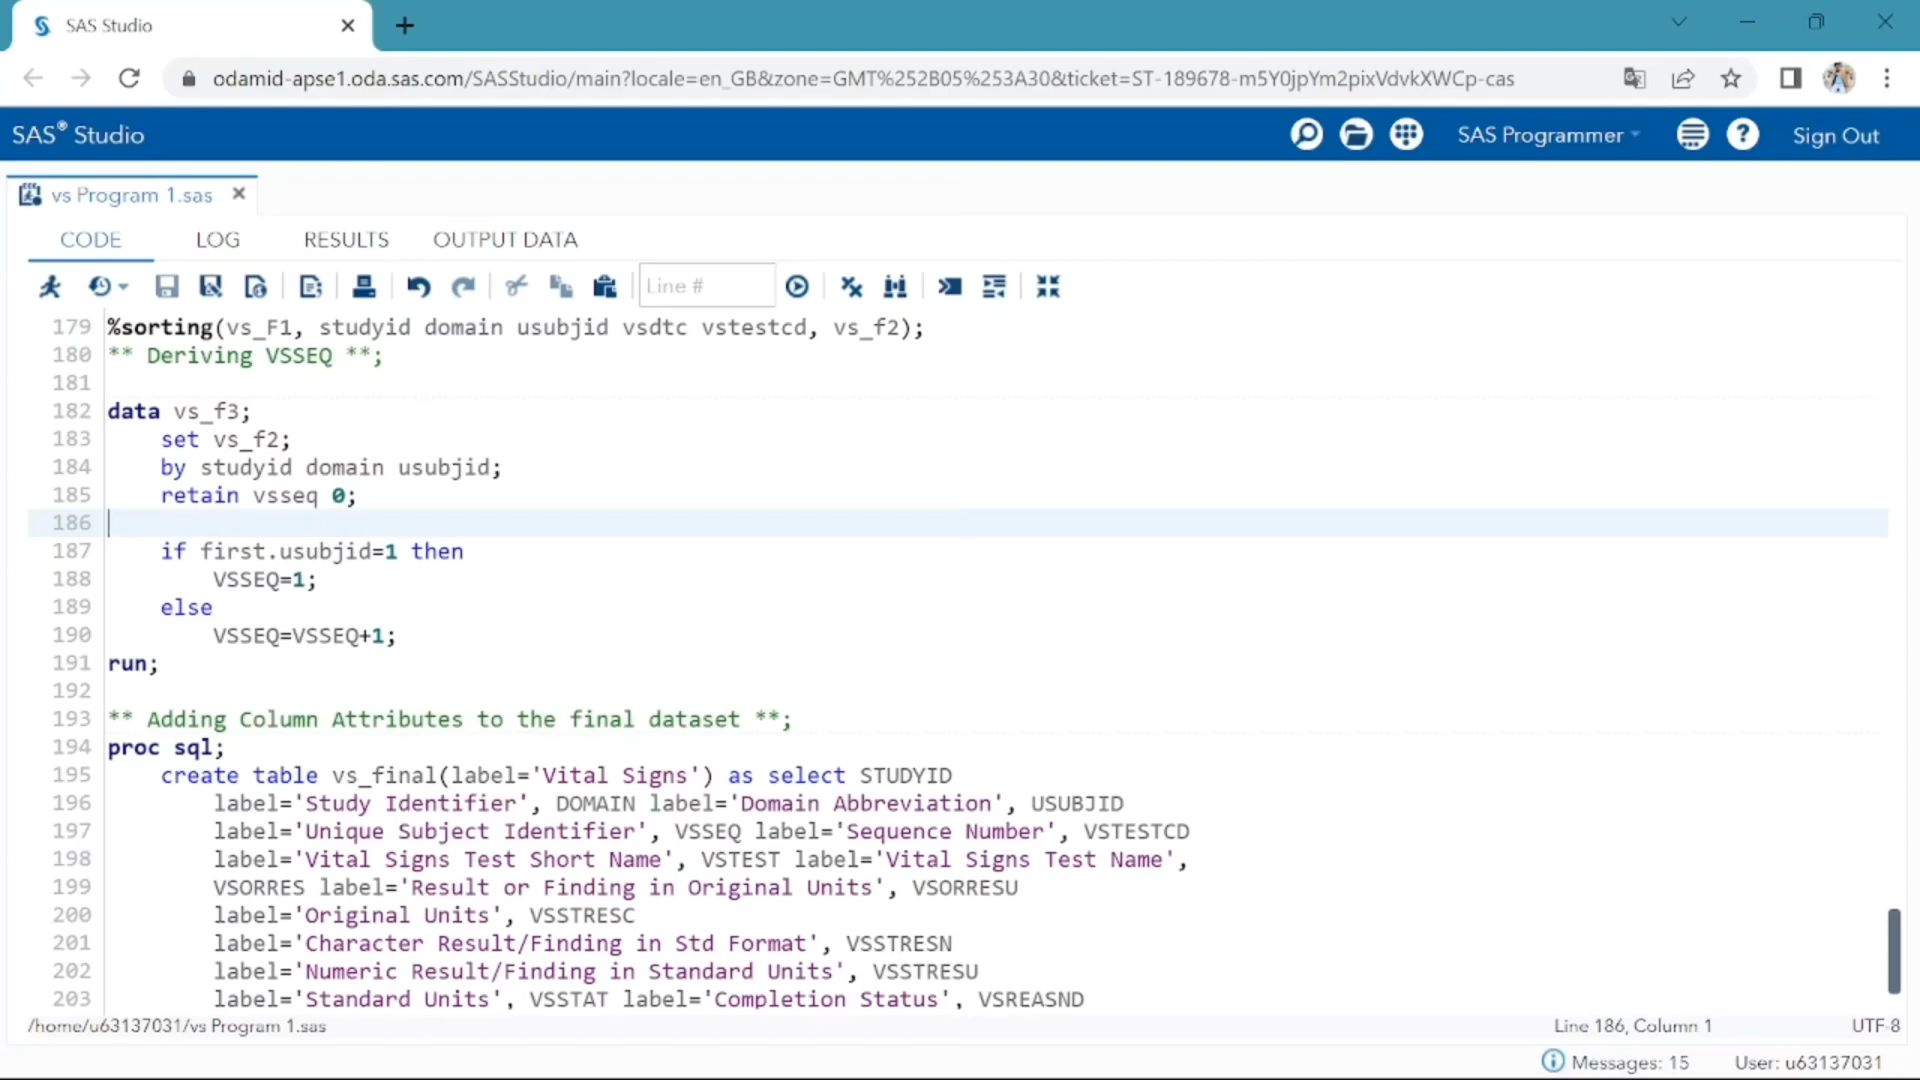 SAS Studio
odamid-apse1.oda.sas.com/SASStudio/main?locale=en_GB&zone=GMT%252B05%253A30&ticket=ST-189678-m5Y0jpYm2pixVdvkXWCp-cas
SAS® Studio
SAS Programmer
Sign Out
vs Program 1.sas
CODE LOG RESULTS OUTPUT DATA
Line #
179 %sorting(vs_F1, studyid domain usubjid vsdtc vstestcd, vs_f2);
180 ** Deriving VSSEQ **;
181
182 data vs_f3;
183 set vs_f2;
184 by studyid domain usubjid;
185 retain vsseq 0;
186
187 if first.usubjid=1 then
188 VSSEQ=1;
189 else
190 VSSEQ=VSSEQ+1;
191 run;
192
193 ** Adding Column Attributes to the final dataset **;
194 proc sql;
195 create table vs_final(label='Vital Signs') as select STUDYID
196 label='Study Identifier', DOMAIN label='Domain Abbreviation', USUBJID
197 label='Unique Subject Identifier', VSSEQ label='Sequence Number', VSTESTCD
198 label='Vital Signs Test Short Name', VSTEST label='Vital Signs Test Name',
199 VSORRES label='Result or Finding in Original Units', VSORRESU
200 label='Original Units', VSSTRESC
201 label='Character Result/Finding in Std Format', VSSTRESN
202 label='Numeric Result/Finding in Standard Units', VSSTRESU
203 label='Standard Units', VSSTAT label='Completion Status', VSREASND
/home/u63137031/vs Program 1.sas
Line 186, Column 1
UTF-8
Messages: 15
User: u63137031